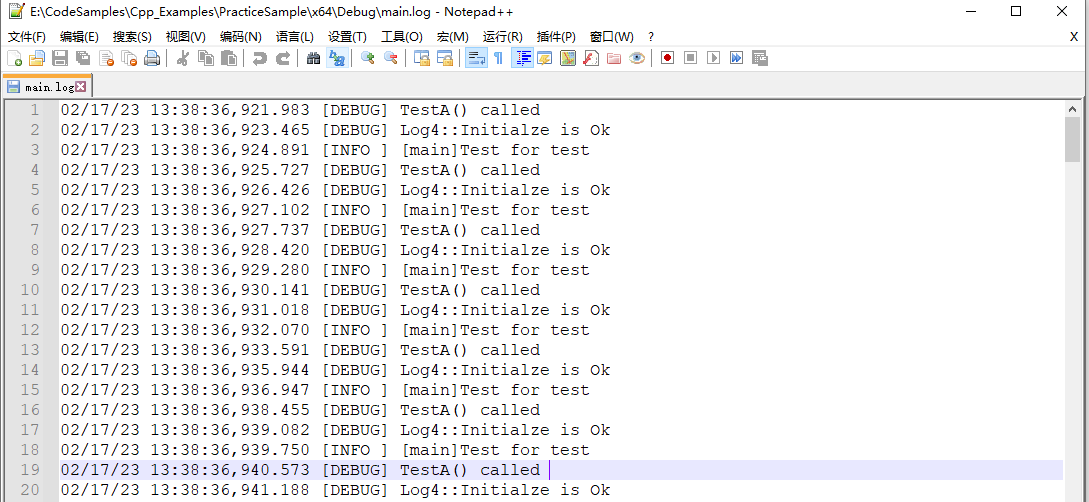 E:\CodeSamples\Cpp_Examples\PracticeSample\x64\Debug\main.log - Notepad++
文件(F) 编辑(E) 搜索(S) 视图(V) 编码(N) 语言(L) 设置(T) 工具(O) 宏(M) 运行(R) 插件(P) 窗口(W) ? X
main.log
1 02/17/23 13:38:36,921.983 [DEBUG] TestA() called
2 02/17/23 13:38:36,923.465 [DEBUG] Log4::Initialze is Ok
3 02/17/23 13:38:36,924.891 [INFO ] [main]Test for test
4 02/17/23 13:38:36,925.727 [DEBUG] TestA() called
5 02/17/23 13:38:36,926.426 [DEBUG] Log4::Initialze is Ok
6 02/17/23 13:38:36,927.102 [INFO ] [main]Test for test
7 02/17/23 13:38:36,927.737 [DEBUG] TestA() called
8 02/17/23 13:38:36,928.420 [DEBUG] Log4::Initialze is Ok
9 02/17/23 13:38:36,929.280 [INFO ] [main]Test for test
10 02/17/23 13:38:36,930.141 [DEBUG] TestA() called
11 02/17/23 13:38:36,931.018 [DEBUG] Log4::Initialze is Ok
12 02/17/23 13:38:36,932.070 [INFO ] [main]Test for test
13 02/17/23 13:38:36,933.591 [DEBUG] TestA() called
14 02/17/23 13:38:36,935.944 [DEBUG] Log4::Initialze is Ok
15 02/17/23 13:38:36,936.947 [INFO ] [main]Test for test
16 02/17/23 13:38:36,938.455 [DEBUG] TestA() called
17 02/17/23 13:38:36,939.082 [DEBUG] Log4::Initialze is Ok
18 02/17/23 13:38:36,939.750 [INFO ] [main]Test for test
19 02/17/23 13:38:36,940.573 [DEBUG] TestA() called
20 02/17/23 13:38:36,941.188 [DEBUG] Log4::Initialze is Ok